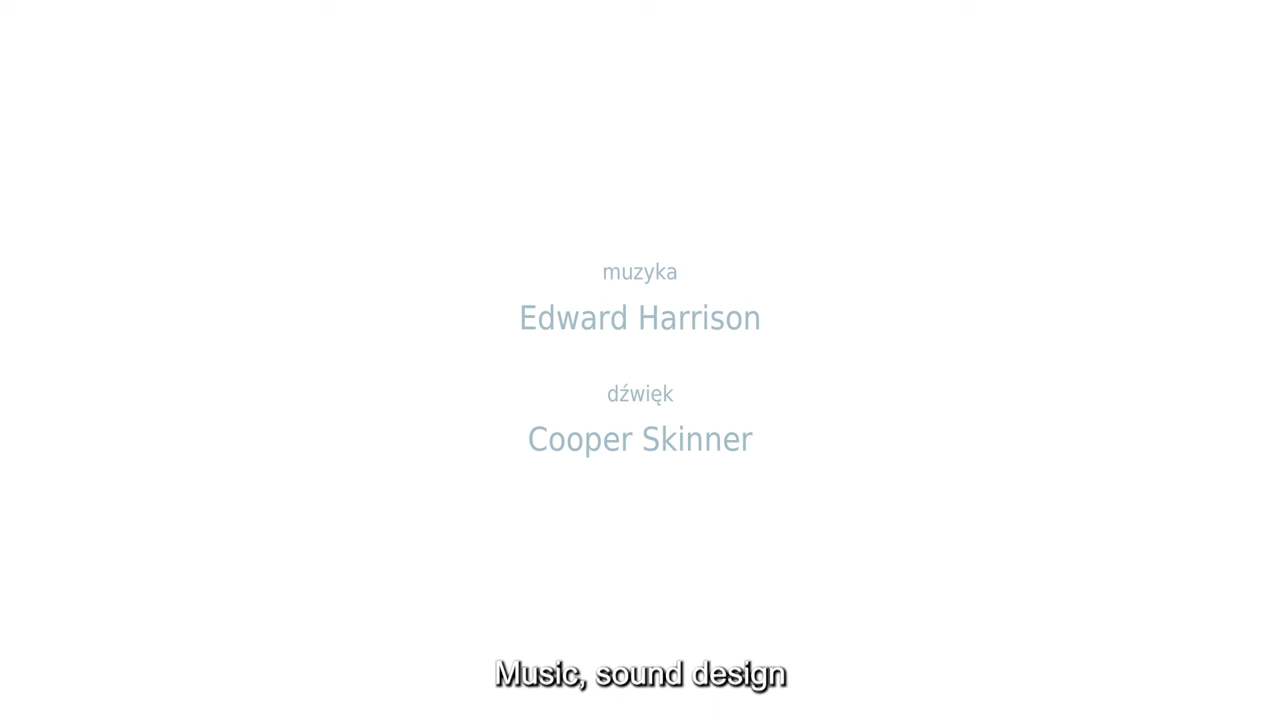 muzyka
Edward Harrison
dźwięk
Cooper Skinner
Music, sound design